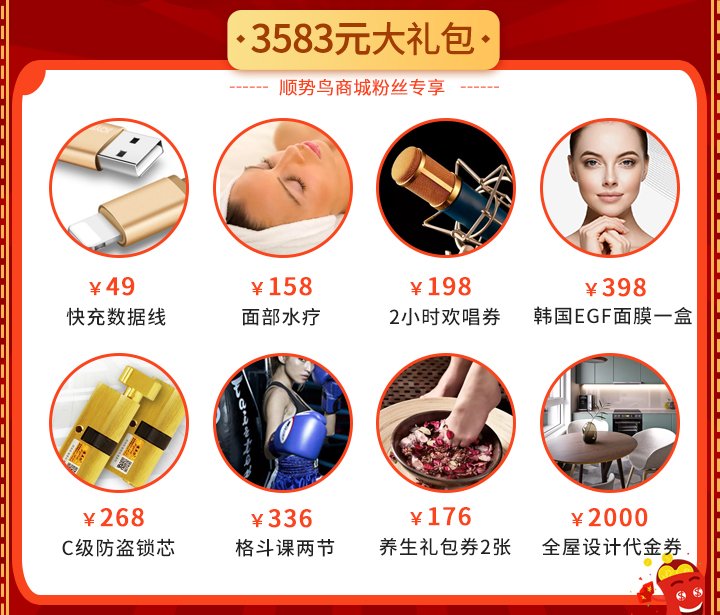 3583元大礼包
顺势鸟商城粉丝专享
￥49
￥158
￥198
￥398
快充数据线
面部水疗
2小时欢唱券
韩国EGF面膜一盒
￥268
￥336
￥176
￥2000
C级防盗锁芯
格斗课两节
养生礼包券2张
全屋设计代金券